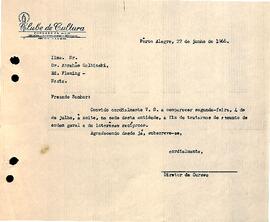 Clube de Cultura
Porto Alegre, 27 de junho de 1966.
Ilmo. Sr.
Dr. Abrahão
Ed. Fleming -
Nesta.
Prezado Senhor:
Convido cordialmente V. S. a comparecer segunda-feira, 4 de
de julho, à noite, na sede desta entidade, a fim de tratarmos de assunto de
ordem geral e de interesse recíproco.
Agradecendo desde já, subscrevo-me,
cordialmente,
Diretor de Cursos